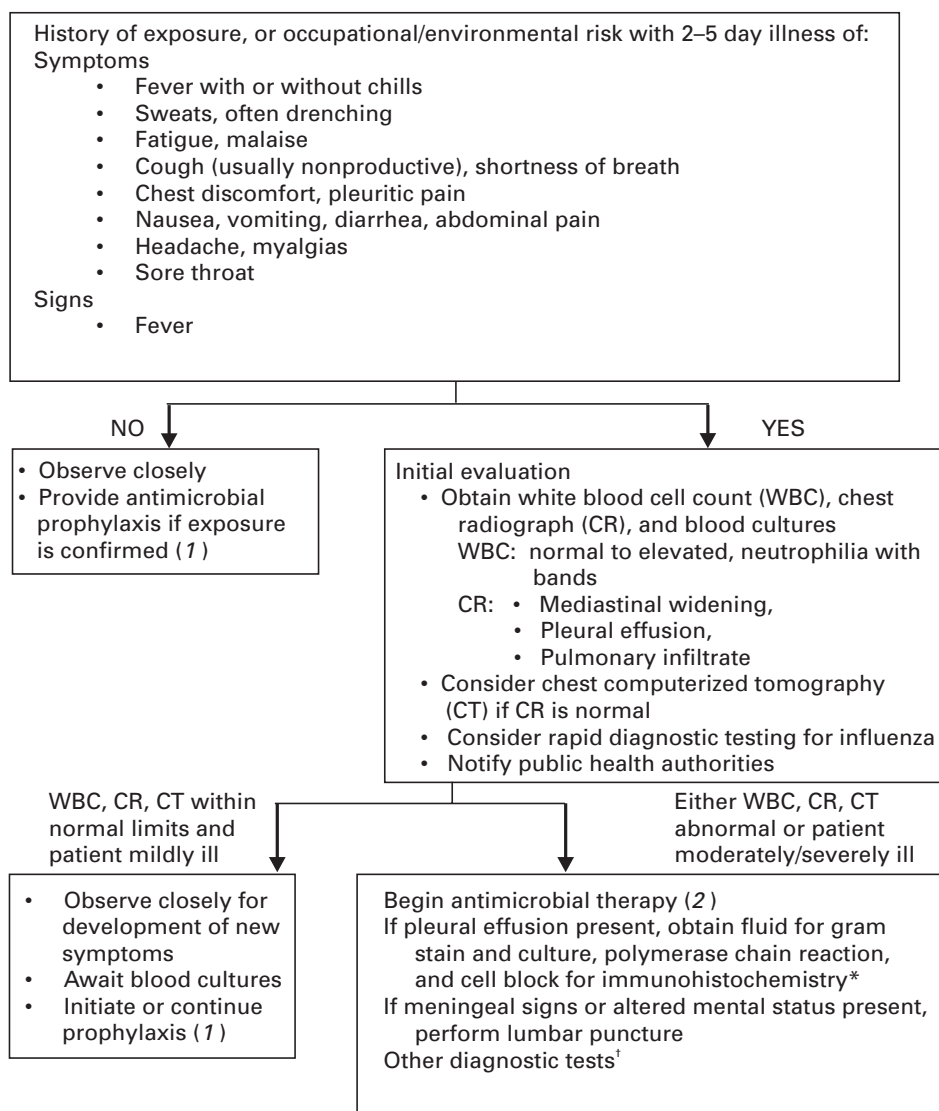 History of exposure, or occupational/environmental risk with 2–5 day illness of:
Symptoms
• Fever with or without chills
• Sweats, often drenching
• Fatigue, malaise
• Cough (usually nonproductive), shortness of breath
• Chest discomfort, pleuritic pain
• Nausea, vomiting, diarrhea, abdominal pain
• Headache, myalgias
• Sore throat
Signs
• Fever
NO
YES
• Observe closely
• Provide antimicrobial
prophylaxis if exposure
is confirmed (1)
Initial evaluation
• Obtain white blood cell count (WBC), chest
radiograph (CR), and blood cultures
WBC: normal to elevated, neutrophilia with
bands
CR: • Mediastinal widening,
• Pleural effusion,
• Pulmonary infiltrate
• Consider chest computerized tomography
(CT) if CR is normal
• Consider rapid diagnostic testing for influenza
• Notify public health authorities
WBC, CR, CT within
normal limits and
patient mildly ill
Either WBC, CR, CT
abnormal or patient
moderately/severely ill
• Observe closely for
development of new
symptoms
• Await blood cultures
• Initiate or continue
prophylaxis (1)
Begin antimicrobial therapy (2)
If pleural effusion present, obtain fluid for gram
stain and culture, polymerase chain reaction,
and cell block for immunohistochemistry*
If meningeal signs or altered mental status present,
perform lumbar puncture
Other diagnostic tests†